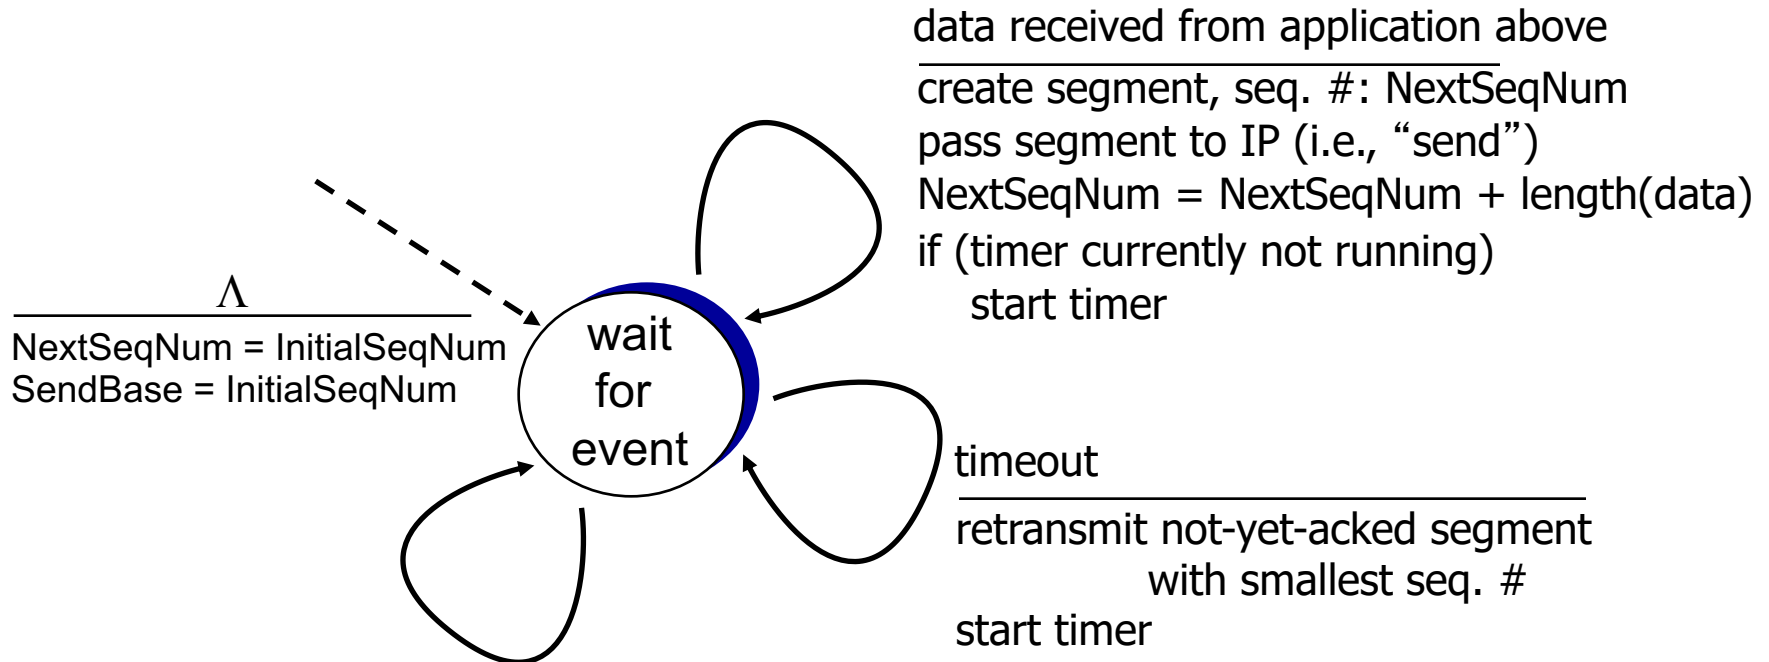 data received from application above
create segment, seq. #: NextSeqNum
pass segment to IP (i.e., “send”)
NextSeqNum = NextSeqNum + length(data)
if (timer currently not running)
start timer
Λ
NextSeqNum = InitialSeqNum
SendBase = InitialSeqNum
wait
for
event
timeout
retransmit not-yet-acked segment
with smallest seq. #
start timer